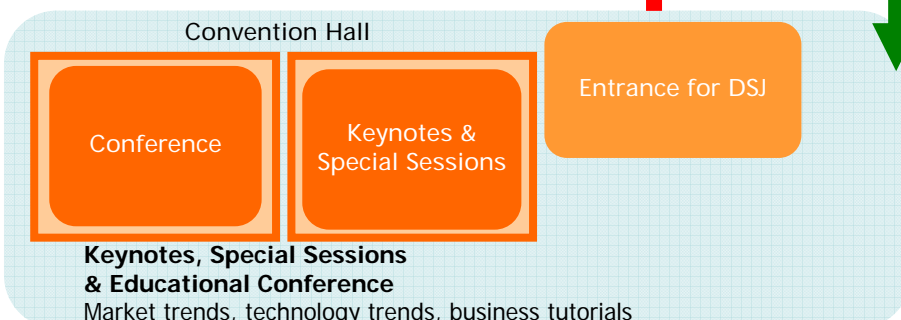 Convention Hall
Conference
Keynotes &
Special Sessions
Entrance for DSJ
Keynotes, Special Sessions
& Educational Conference
Market trends, technology trends, business tutorials